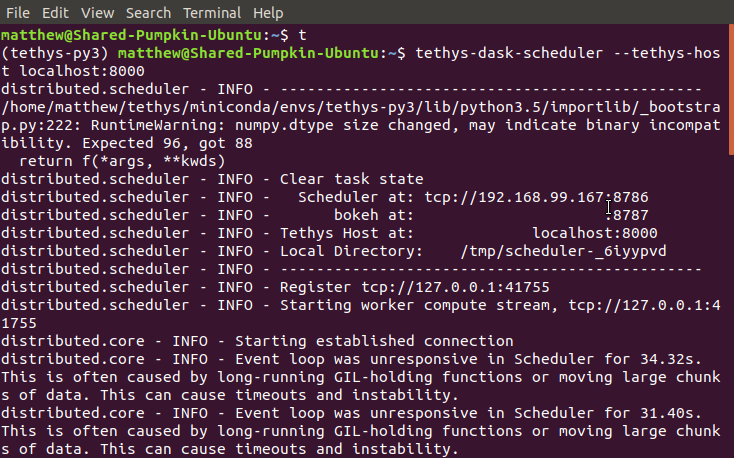 File Edit View Search Terminal Help
matthew@Shared-Pumpkin-Ubuntu:~$ t
(tethys-py3) matthew@Shared-Pumpkin-Ubuntu:~$ tethys-dask-scheduler --tethys-hos
t localhost:8000
distributed.scheduler - INFO - -----------------------------------------------
/home/matthew/tethys/miniconda/envs/tethys-py3/lib/python3.5/importlib/_bootstra
p.py:222: RuntimeWarning: numpy.dtype size changed, may indicate binary incompat
ibility. Expected 96, got 88
  return f(*args, **kwds)
distributed.scheduler - INFO - Clear task state
distributed.scheduler - INFO -   Scheduler at: tcp://192.168.99.167:8786
distributed.scheduler - INFO -       bokeh at:                     :8787
distributed.scheduler - INFO - Tethys Host at:             localhost:8000
distributed.scheduler - INFO - Local Directory:    /tmp/scheduler-_6iyypvd
distributed.scheduler - INFO - -----------------------------------------------
distributed.scheduler - INFO - Register tcp://127.0.0.1:41755
distributed.scheduler - INFO - Starting worker compute stream, tcp://127.0.0.1:4
1755
distributed.core - INFO - Starting established connection
distributed.core - INFO - Event loop was unresponsive in Scheduler for 34.32s.
This is often caused by long-running GIL-holding functions or moving large chunk
s of data. This can cause timeouts and instability.
distributed.core - INFO - Event loop was unresponsive in Scheduler for 31.40s.
This is often caused by long-running GIL-holding functions or moving large chunk
s of data. This can cause timeouts and instability.